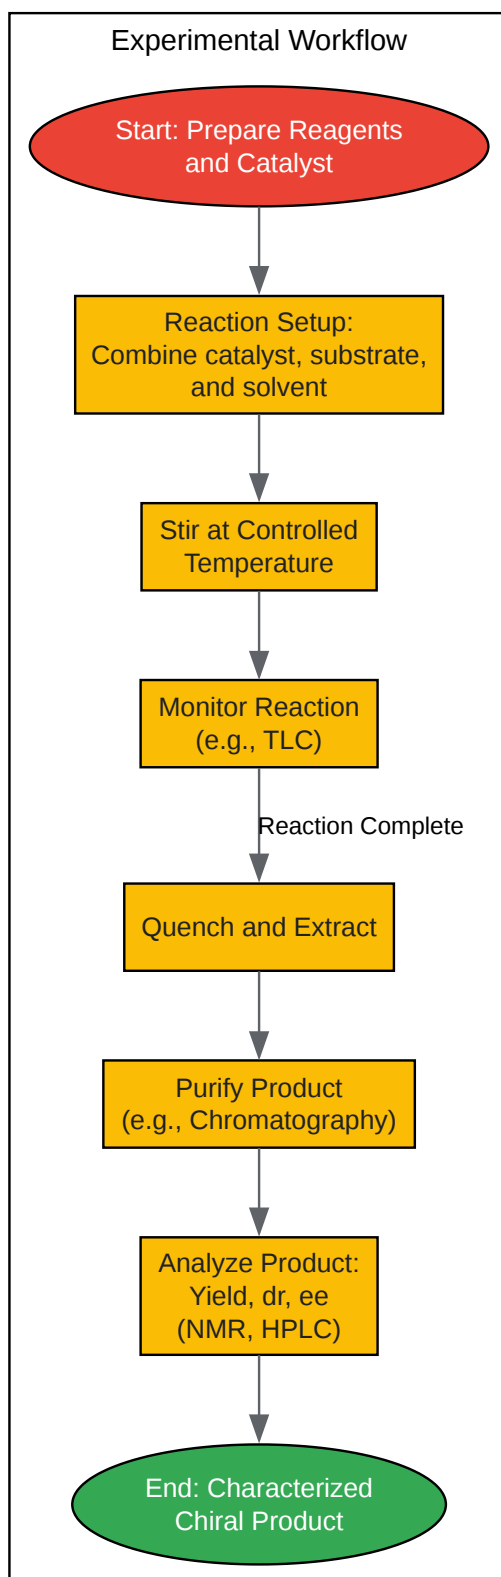 Experimental Workflow
Start: Prepare Reagents
and Catalyst
Reaction Setup:
Combine catalyst, substrate,
and solvent
Stir at Controlled
Temperature
Monitor Reaction
(e.g., TLC)
Reaction Complete
Quench and Extract
Purify Product
(e.g., Chromatography)
Analyze Product:
Yield, dr, ee
(NMR, HPLC)
End: Characterized
Chiral Product